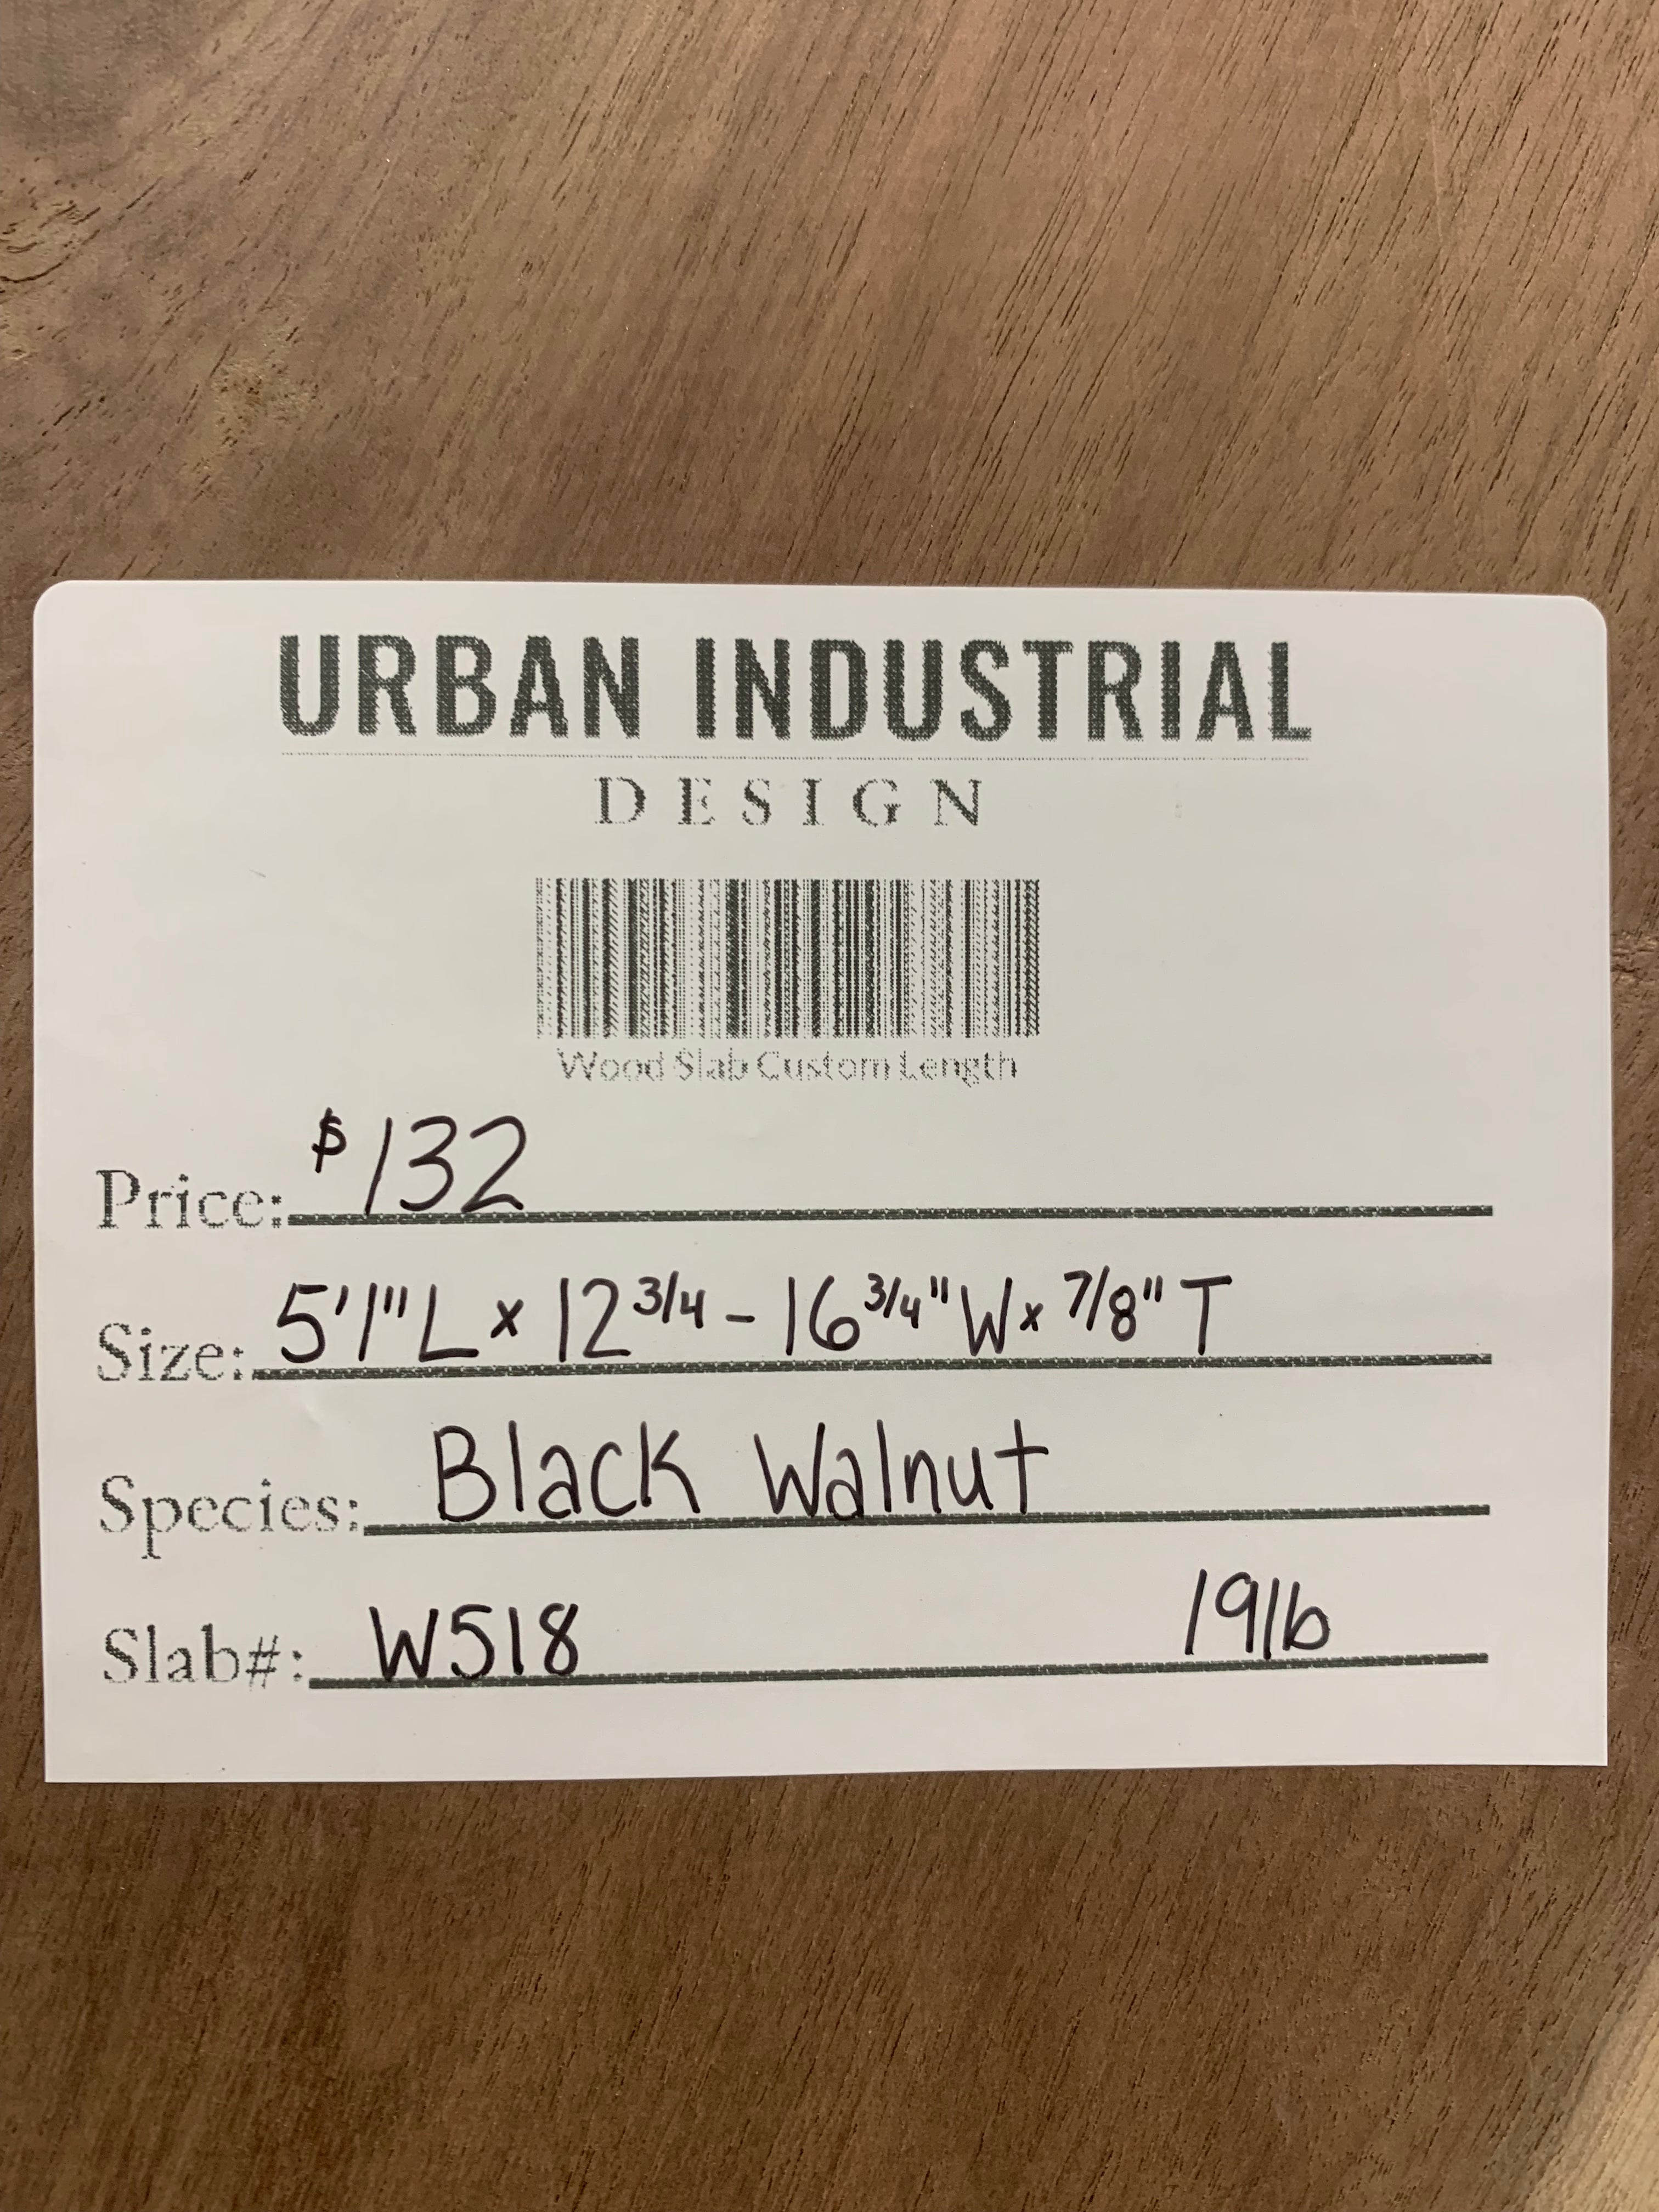 URBAN INDUSTRIAL
DESIGN
Wood Slab Custom Length
Price: $132
Size: 5'1" L x 12 3/4 - 16 3/4" W x 7/8" T
Species: Black Walnut
Slab#: W518 19lb